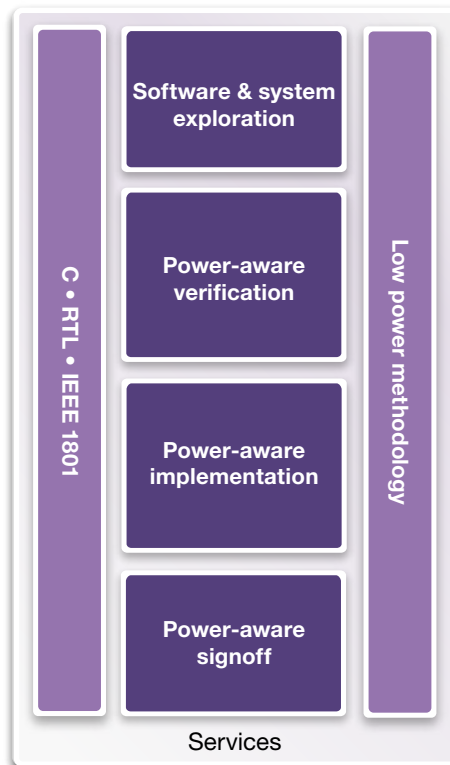 Software & system
exploration
Power-aware
verification
C • RTL • IEEE 1801
Low power methodology
Power-aware
implementation
Power-aware
signoff
Services